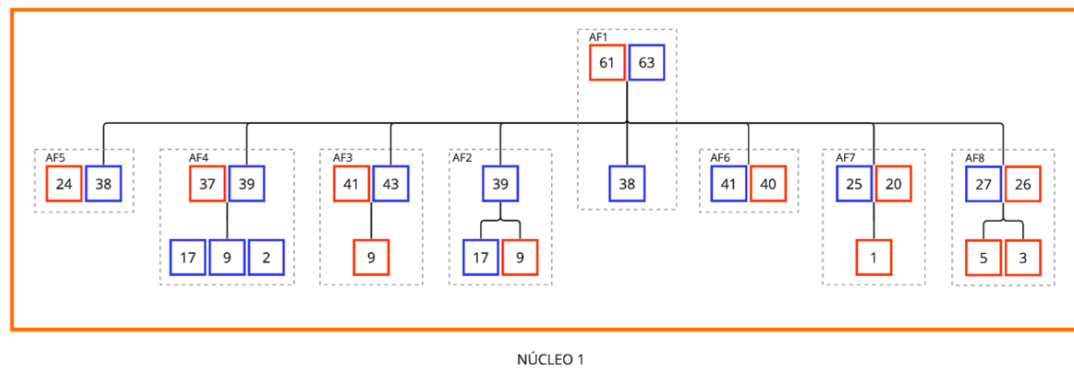 AF1
61 63
AF5 AF4 AF3 AF2 AF6 AF7 AF8
24 38 37 39 41 43 39 38 41 40 25 20 27 26
17 9 2 9 17 9 1 5 3
NÚCLEO 1